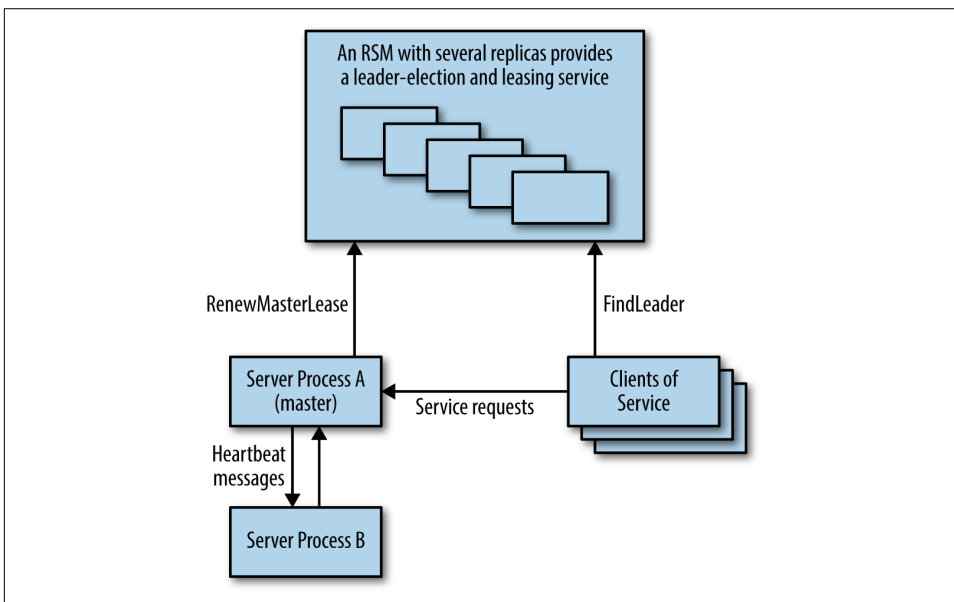 An RSM with several replicas provides
a leader-election and leasing service
RenewMasterLease
FindLeader
Server Process A
(master)
Service requests
Clients of
Service
Heartbeat
messages
Server Process B